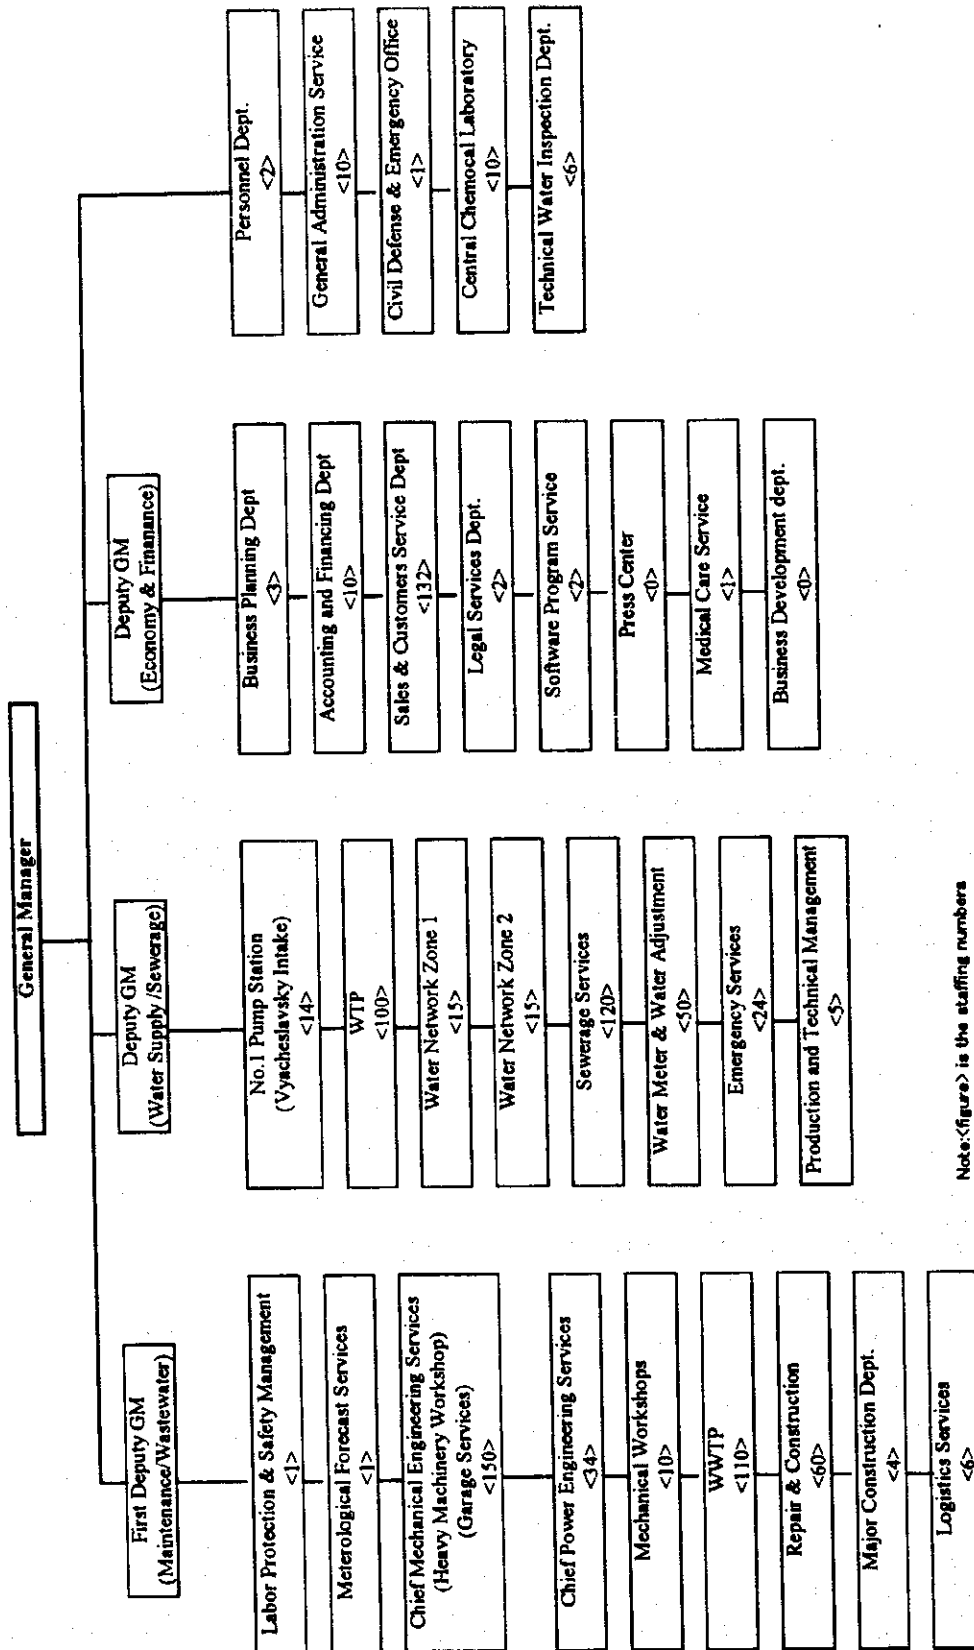 General Manager
First Deputy GM
(Maintenance/Wastewater)
Labor Protection & Safety Management
<1>
Meterological Forecast Services
<1>
Chief Mechanical Engineering Services
(Heavy Machinery Workshop)
(Garage Services)
<150>
Chief Power Engineering Services
<34>
Mechanical Workshops
<10>
WWTP
<110>
Repair & Construction
<60>
Major Construction Dept.
<4>
Logistics Services
<6>
Deputy GM
(Water Supply /Sewerage)
No.1 Pump Station
(Vyacheslavsky Intake)
<14>
WTP
<100>
Water Network Zone 1
<15>
Water Network Zone 2
<15>
Sewerage Services
<120>
Water Meter & Water Adjustment
<50>
Emergency Services
<24>
Production and Technical Management
<5>
Deputy GM
(Economy & Finanance)
Business Planning Dept
<3>
Accounting and Financing Dept
<10>
Sales & Customers Service Dept
<132>
Legal Services Dept.
<2>
Software Program Service
<2>
Press Center
<0>
Medical Care Service
<1>
Business Development dept.
<0>
Personnel Dept.
<2>
General Administration Service
<10>
Civil Defense & Emergency Office
<1>
Central Chemocal Laboratory
<10>
Technical Water Inspection Dept.
<6>
Note:<figure> is the staffing numbers